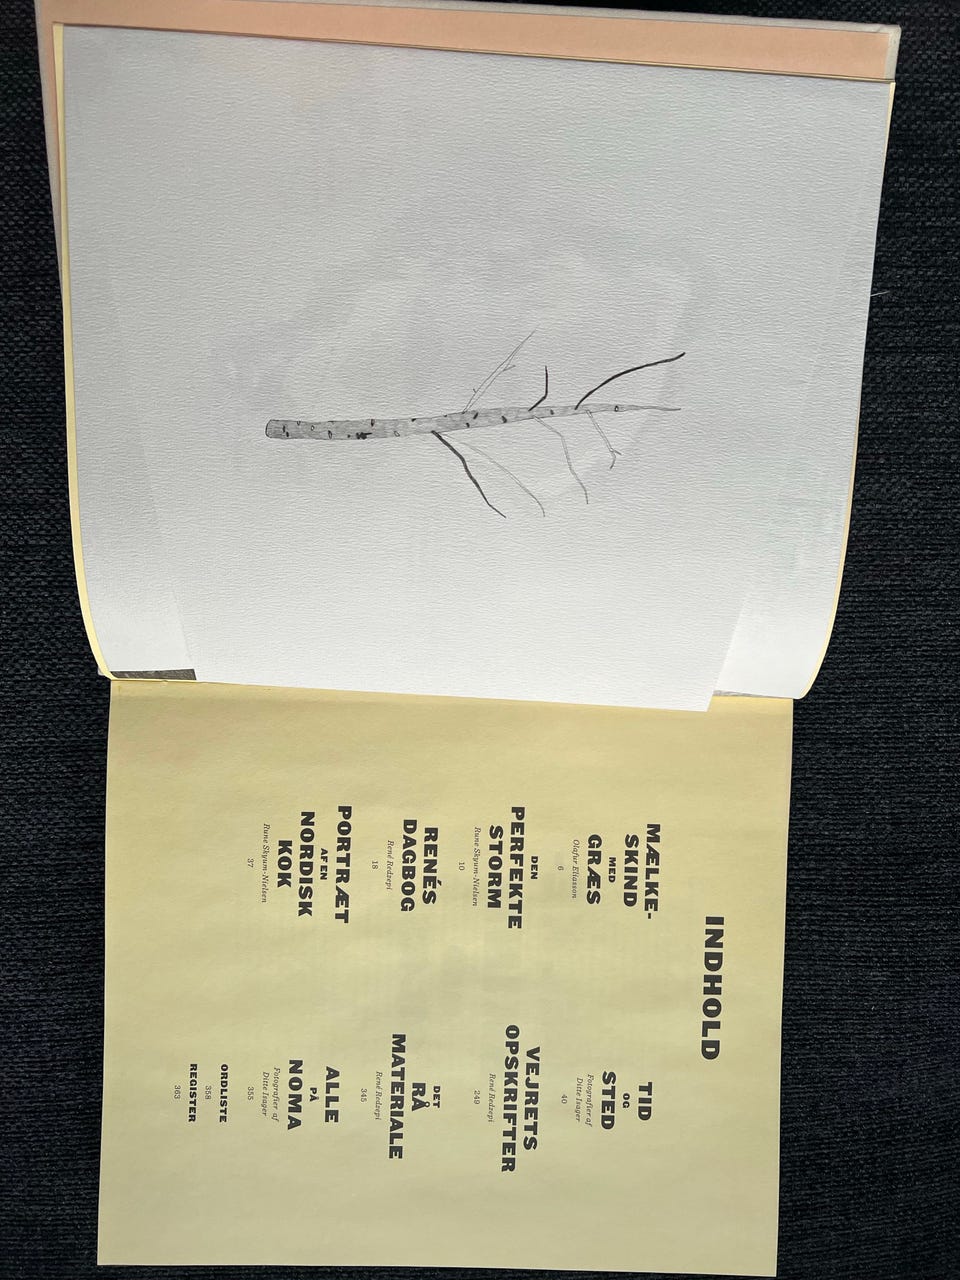 INDHOLD
MÆLKE-
SKIND
MED
GRÆS
Olafur Eliasson
6
DEN
PERFEKTE
STORM
Rune Skyum-Nielsen
10
RENÉS
DAGBOG
René Redzepi
18
PORTRÆT
AF EN
NORDISK
KOK
Rune Skyum-Nielsen
37
TID
OG
STED
Fotografier af
Ditte Isager
40
VEJRETS
OPSKRIFTER
René Redzepi
249
DET
RÅ
MATERIALE
René Redzepi
345
ALLE
PÅ
NOMA
Fotografier af
Ditte Isager
355
ORDLISTE
358
REGISTER
363